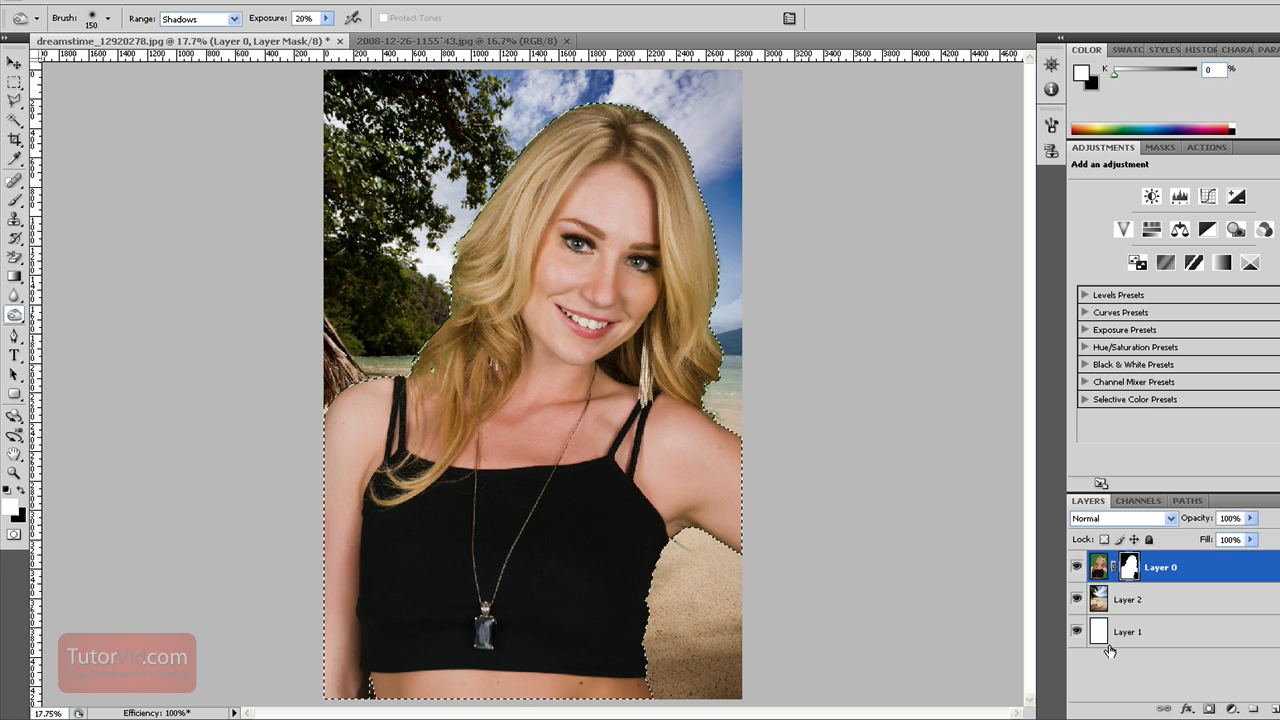 Brush: 150 Range: Shadows Exposure: 20% Protect Tones
dreamstime_12920278.jpg @ 17.7% (Layer 0, Layer Mask/8) * × 2008-12-26-1155`43.jpg @ 16.7% (RGB/8) ×
COLOR SWATC STYLES HISTOR CHARA PARA
K 0 %
ADJUSTMENTS MASKS ACTIONS
Add an adjustment
Levels Presets
Curves Presets
Exposure Presets
Hue/Saturation Presets
Black & White Presets
Channel Mixer Presets
Selective Color Presets
LAYERS CHANNELS PATHS
Normal Opacity: 100%
Lock: Fill: 100%
Layer 0
Layer 2
Layer 1
TutorVid.com
17.75% Efficiency: 100%*